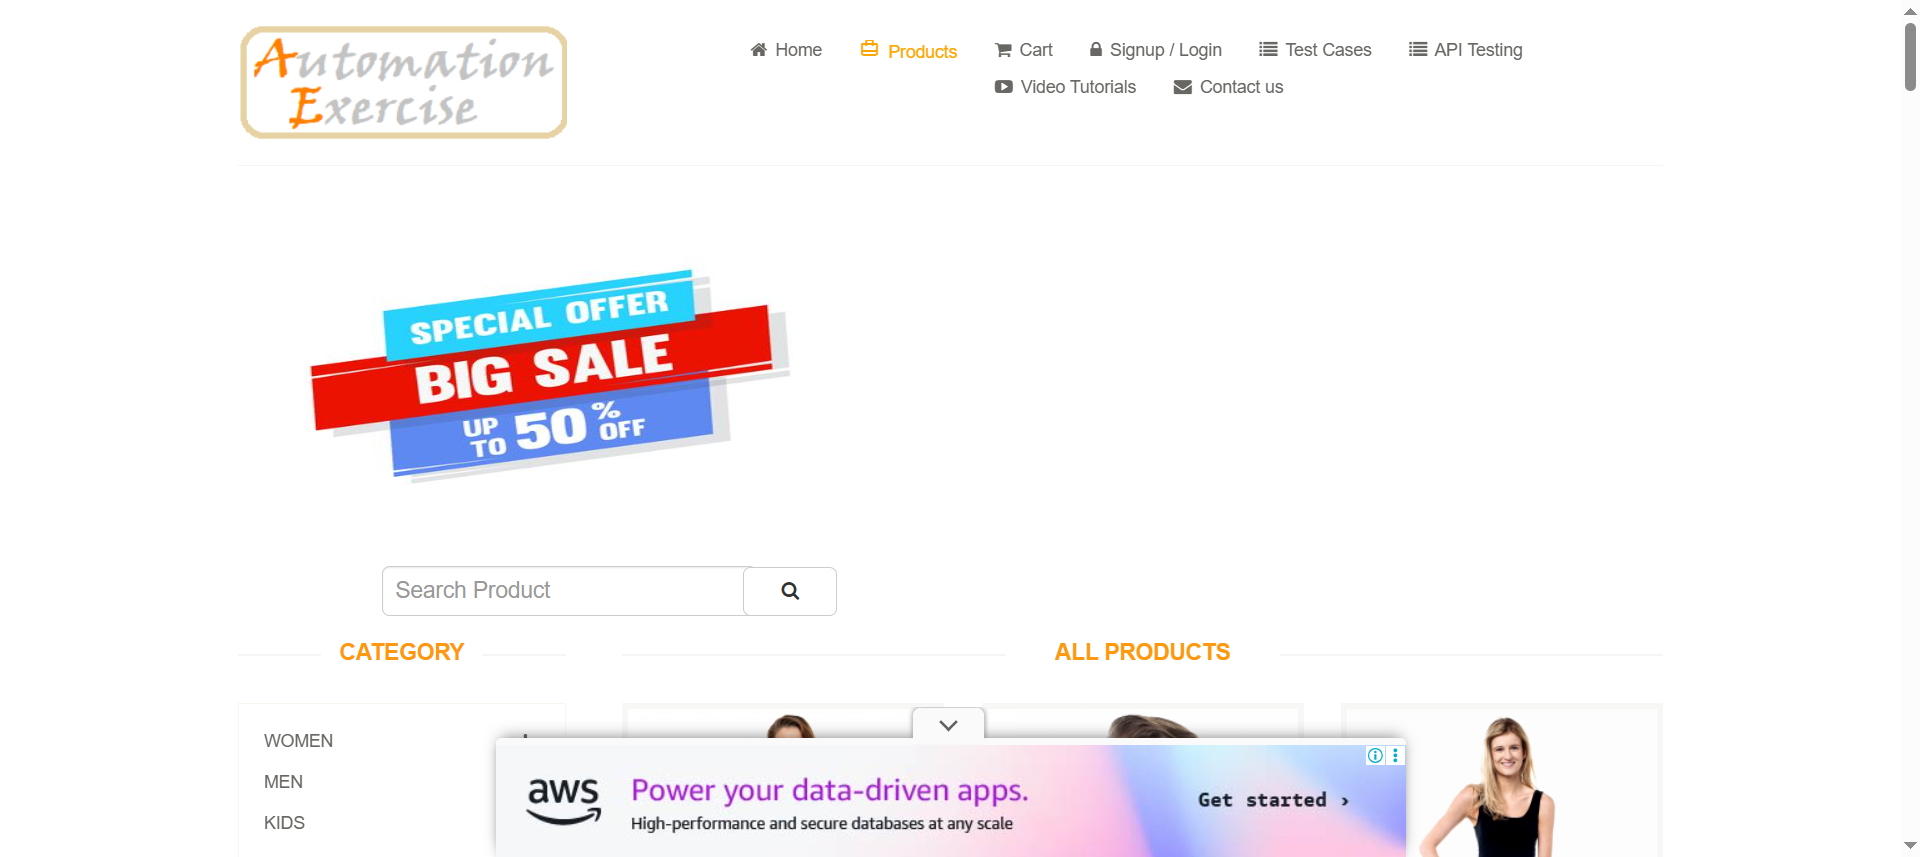 Automation
Exercise
Home
Products
Cart
Signup / Login
Test Cases
API Testing
Video Tutorials
Contact us
SPECIAL OFFER
BIG SALE
UP TO 50% OFF
Search Product
CATEGORY
ALL PRODUCTS
WOMEN
MEN
KIDS
aws
Power your data-driven apps.
High-performance and secure databases at any scale
Get started ›